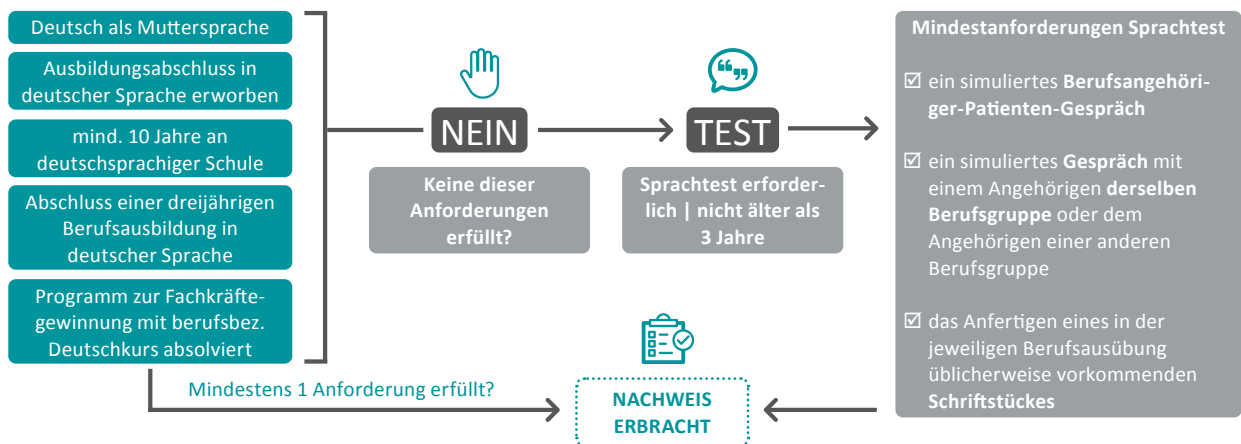 Deutsch als Muttersprache
Ausbildungsabschluss in
deutscher Sprache erworben
mind. 10 Jahre an
deutschsprachiger Schule
Abschluss einer dreijährigen
Berufsausbildung in
deutscher Sprache
Programm zur Fachkräfte-
gewinnung mit berufsbez.
Deutschkurs absolviert
NEIN
Keine dieser
Anforderungen
erfüllt?
TEST
Sprachtest erforder-
lich | nicht älter als
3 Jahre
Mindestanforderungen Sprachtest
☑ ein simuliertes Berufsangehöri-
ger-Patienten-Gespräch
☑ ein simuliertes Gespräch mit
einem Angehörigen derselben
Berufsgruppe oder dem
Angehörigen einer anderen
Berufsgruppe
☑ das Anfertigen eines in der
jeweiligen Berufsausübung
üblicherweise vorkommenden
Schriftstückes
Mindestens 1 Anforderung erfüllt?
NACHWEIS
ERBRACHT